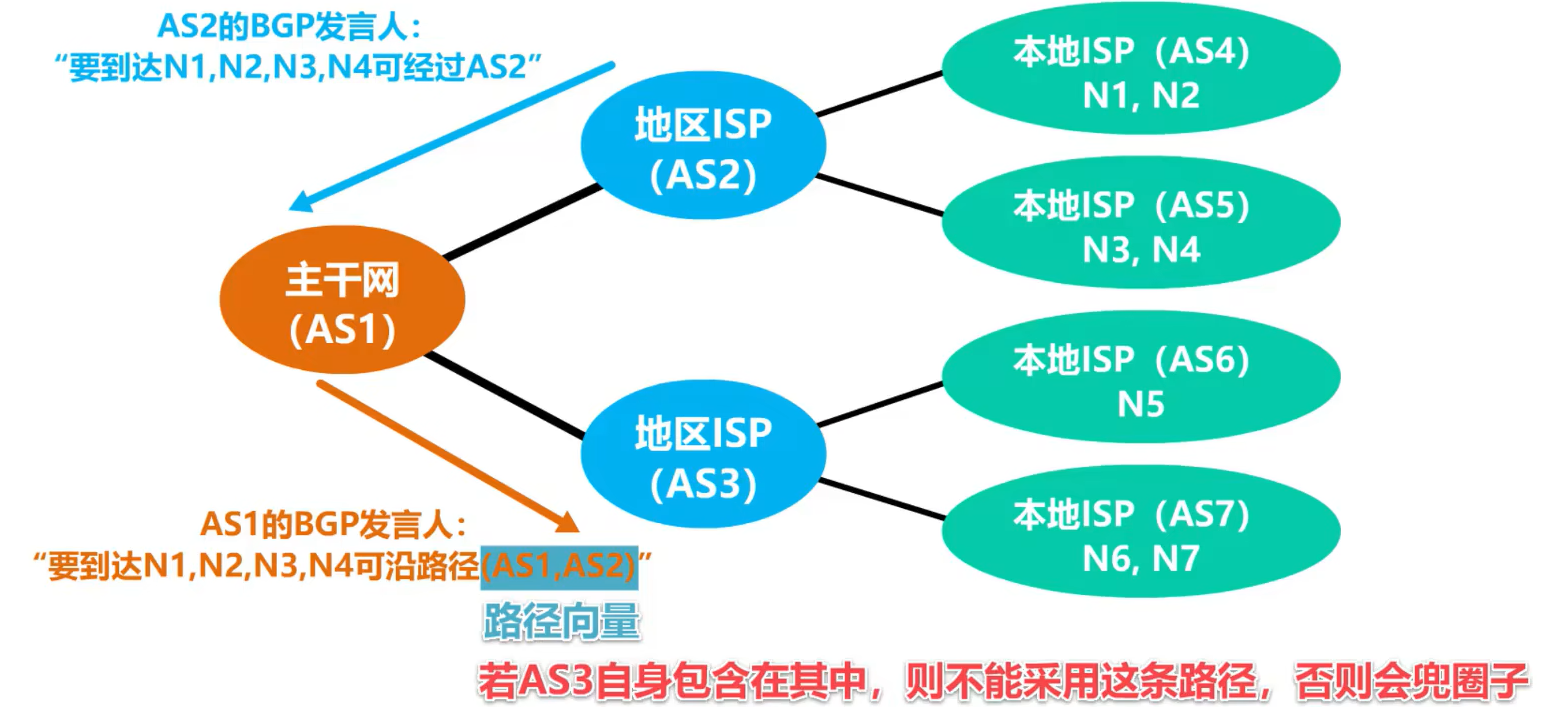 AS2的BGP发言人：
“要到达N1,N2,N3,N4可经过AS2”
本地ISP（AS4）
N1, N2
地区ISP
（AS2）
本地ISP（AS5）
N3, N4
主干网
（AS1）
本地ISP（AS6）
N5
地区ISP
（AS3）
本地ISP（AS7）
N6, N7
AS1的BGP发言人：
“要到达N1,N2,N3,N4可沿路径(AS1,AS2)”
路径向量
若AS3自身包含在其中，则不能采用这条路径，否则会兜圈子